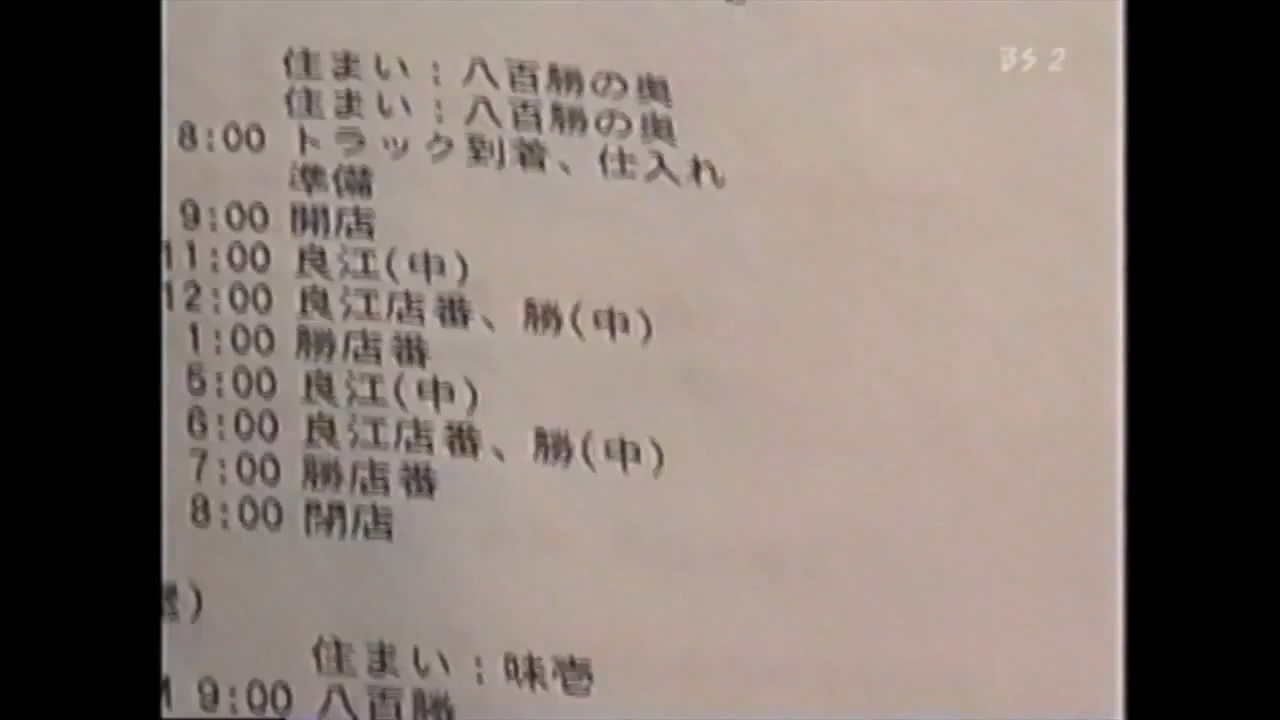 BS 2
住まい：八百勝の奥
住まい：八百勝の奥
8:00 トラック到着、仕入れ
準備
9:00 開店
11:00 良江(中)
12:00 良江店番、勝(中)
1:00 勝店番
5:00 良江(中)
6:00 良江店番、勝(中)
7:00 勝店番
8:00 閉店
)
住まい：味壱
9:00 八百勝